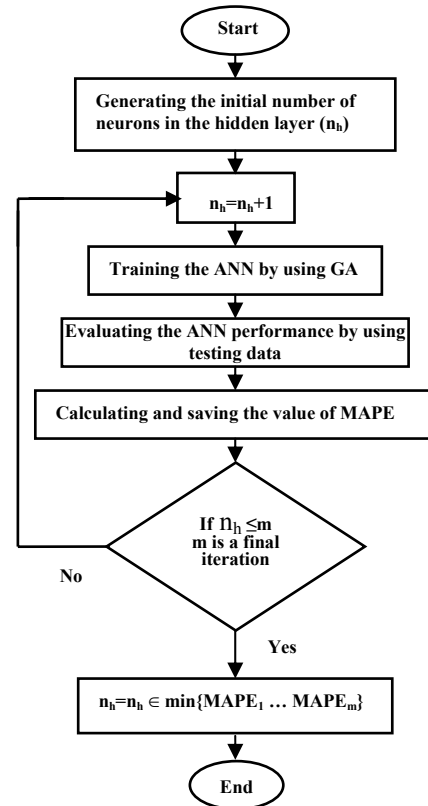 Start
Generating the initial number of
neurons in the hidden layer (nₕ)
nₕ=nₕ+1
Training the ANN by using GA
Evaluating the ANN performance by using
testing data
Calculating and saving the value of MAPE
If nₕ ≤m
m is a final
iteration
No
Yes
nₕ=nₕ ∈ min{MAPE₁ … MAPEₘ}
End